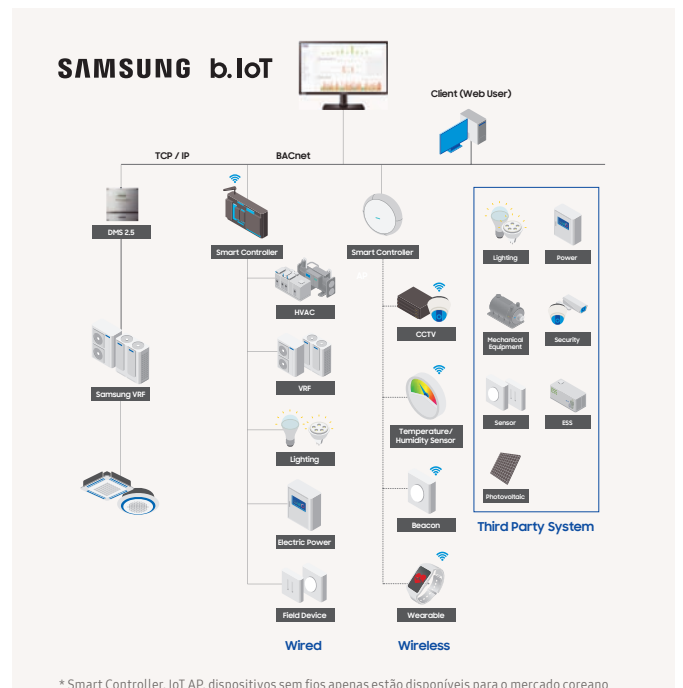 SAMSUNG b.IoT
Client (Web User)
TCP / IP
BACnet
DMS 2.5
Smart Controller
Smart Controller
Lighting
Power
HVAC
CCTV
Mechanical
Equipment
Security
Samsung VRF
VRF
Sensor
ESS
Temperature/
Humidity Sensor
Lighting
Photovoltaic
Electric Power
Beacon
Third Party System
Field Device
Wearable
Wired
Wireless
* Smart Controller, IoT AP, dispositivos sem fios apenas estão disponíveis para o mercado coreano